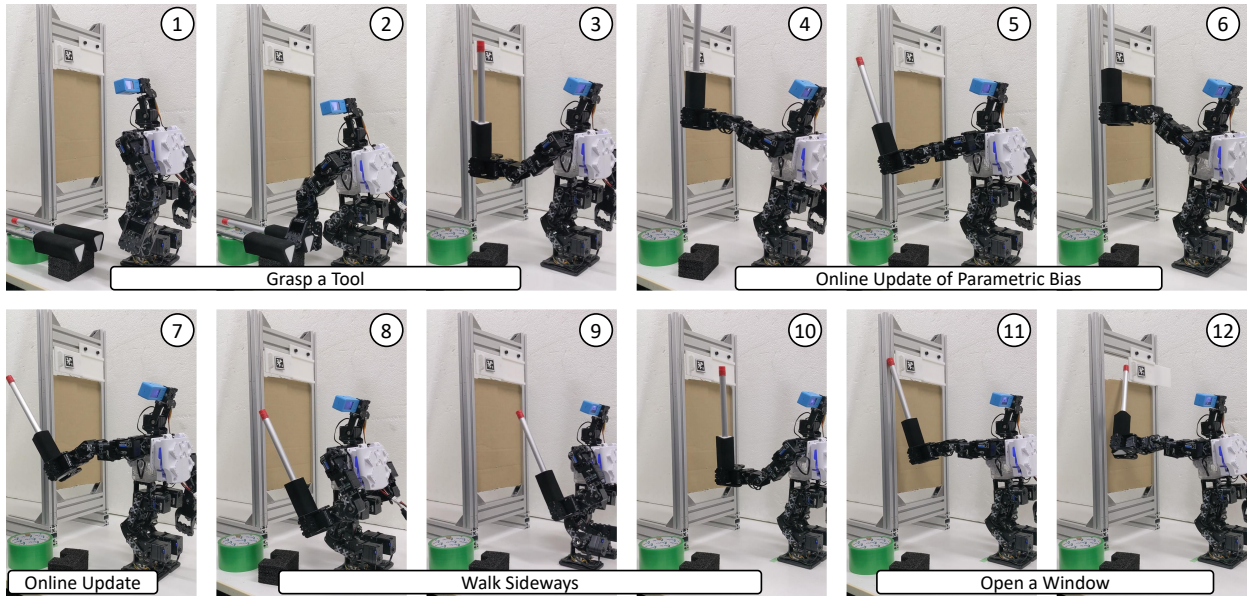 1
2
3
4
5
6
Grasp a Tool
Online Update of Parametric Bias
7
8
9
10
11
12
Online Update
Walk Sideways
Open a Window